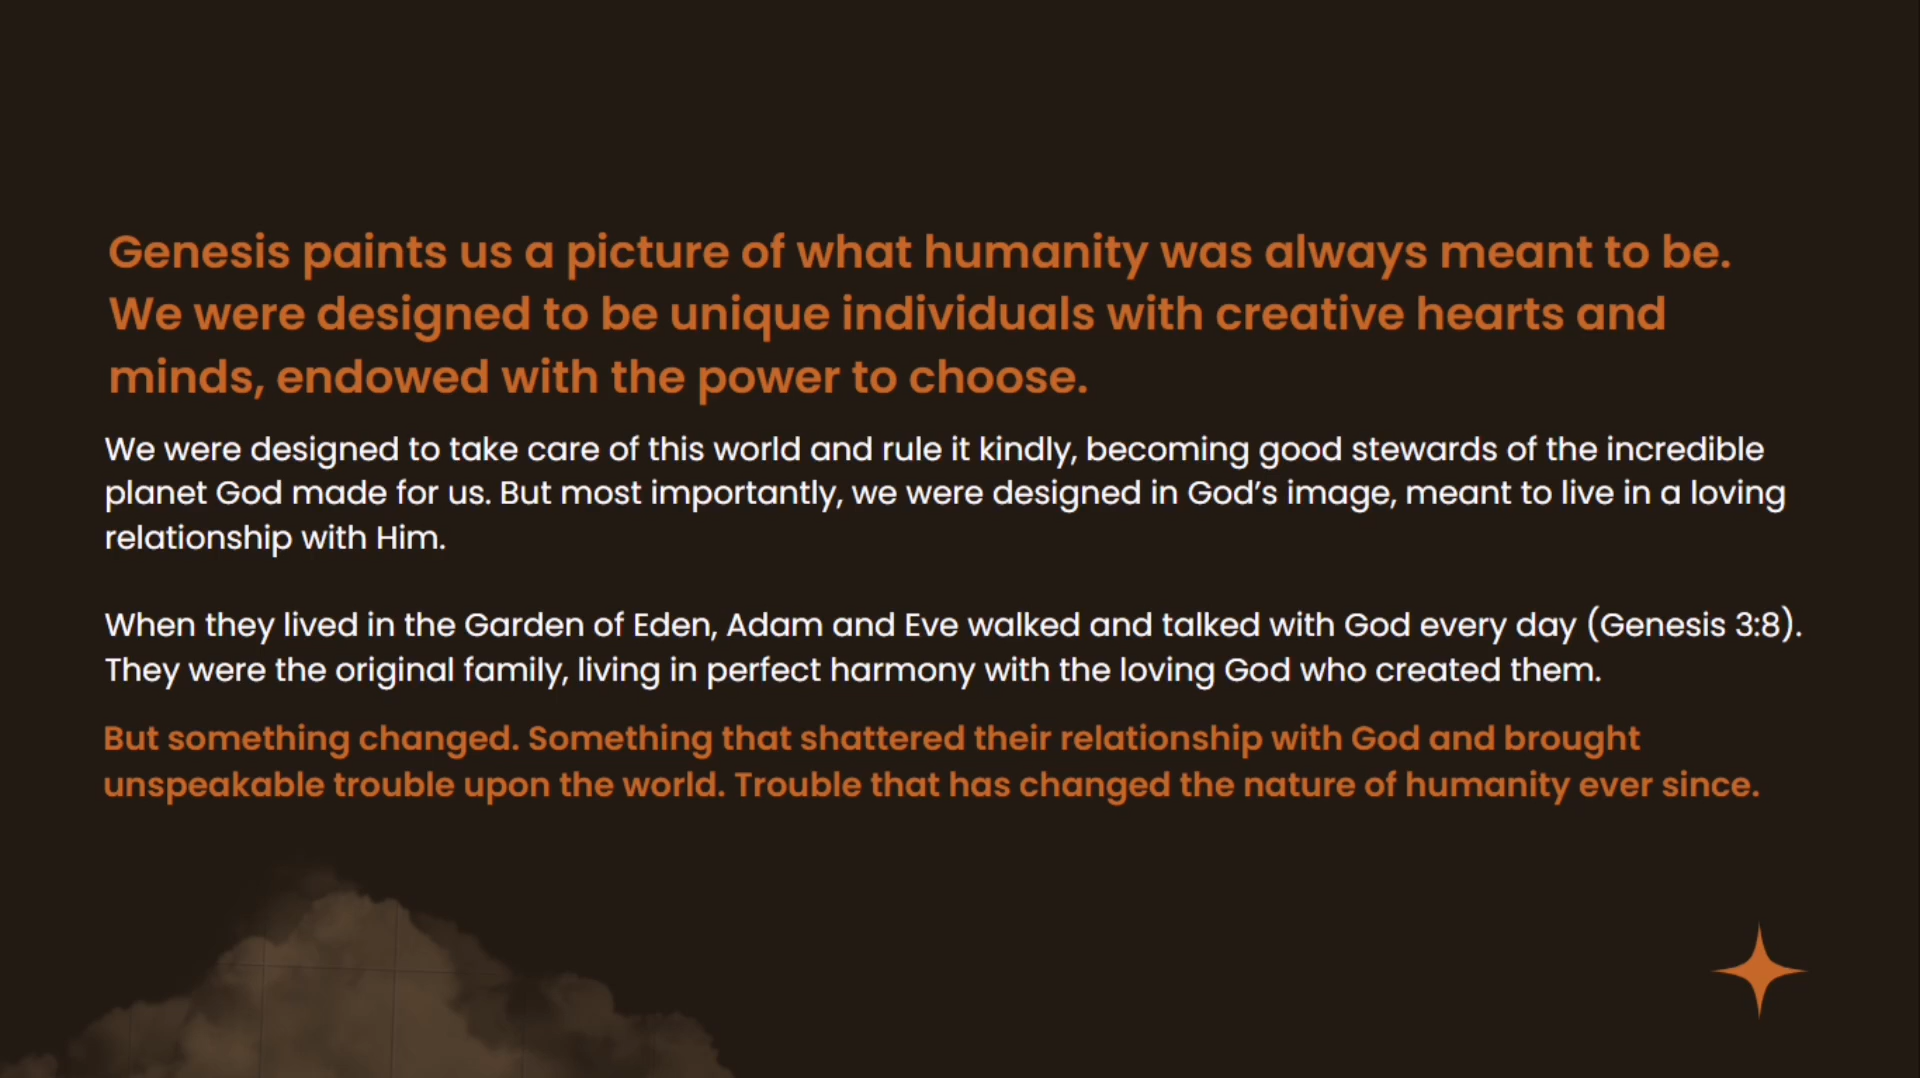 Genesis paints us a picture of what humanity was always meant to be.
We were designed to be unique individuals with creative hearts and
minds, endowed with the power to choose.
We were designed to take care of this world and rule it kindly, becoming good stewards of the incredible
planet God made for us. But most importantly, we were designed in God’s image, meant to live in a loving
relationship with Him.
When they lived in the Garden of Eden, Adam and Eve walked and talked with God every day (Genesis 3:8).
They were the original family, living in perfect harmony with the loving God who created them.
But something changed. Something that shattered their relationship with God and brought
unspeakable trouble upon the world. Trouble that has changed the nature of humanity ever since.